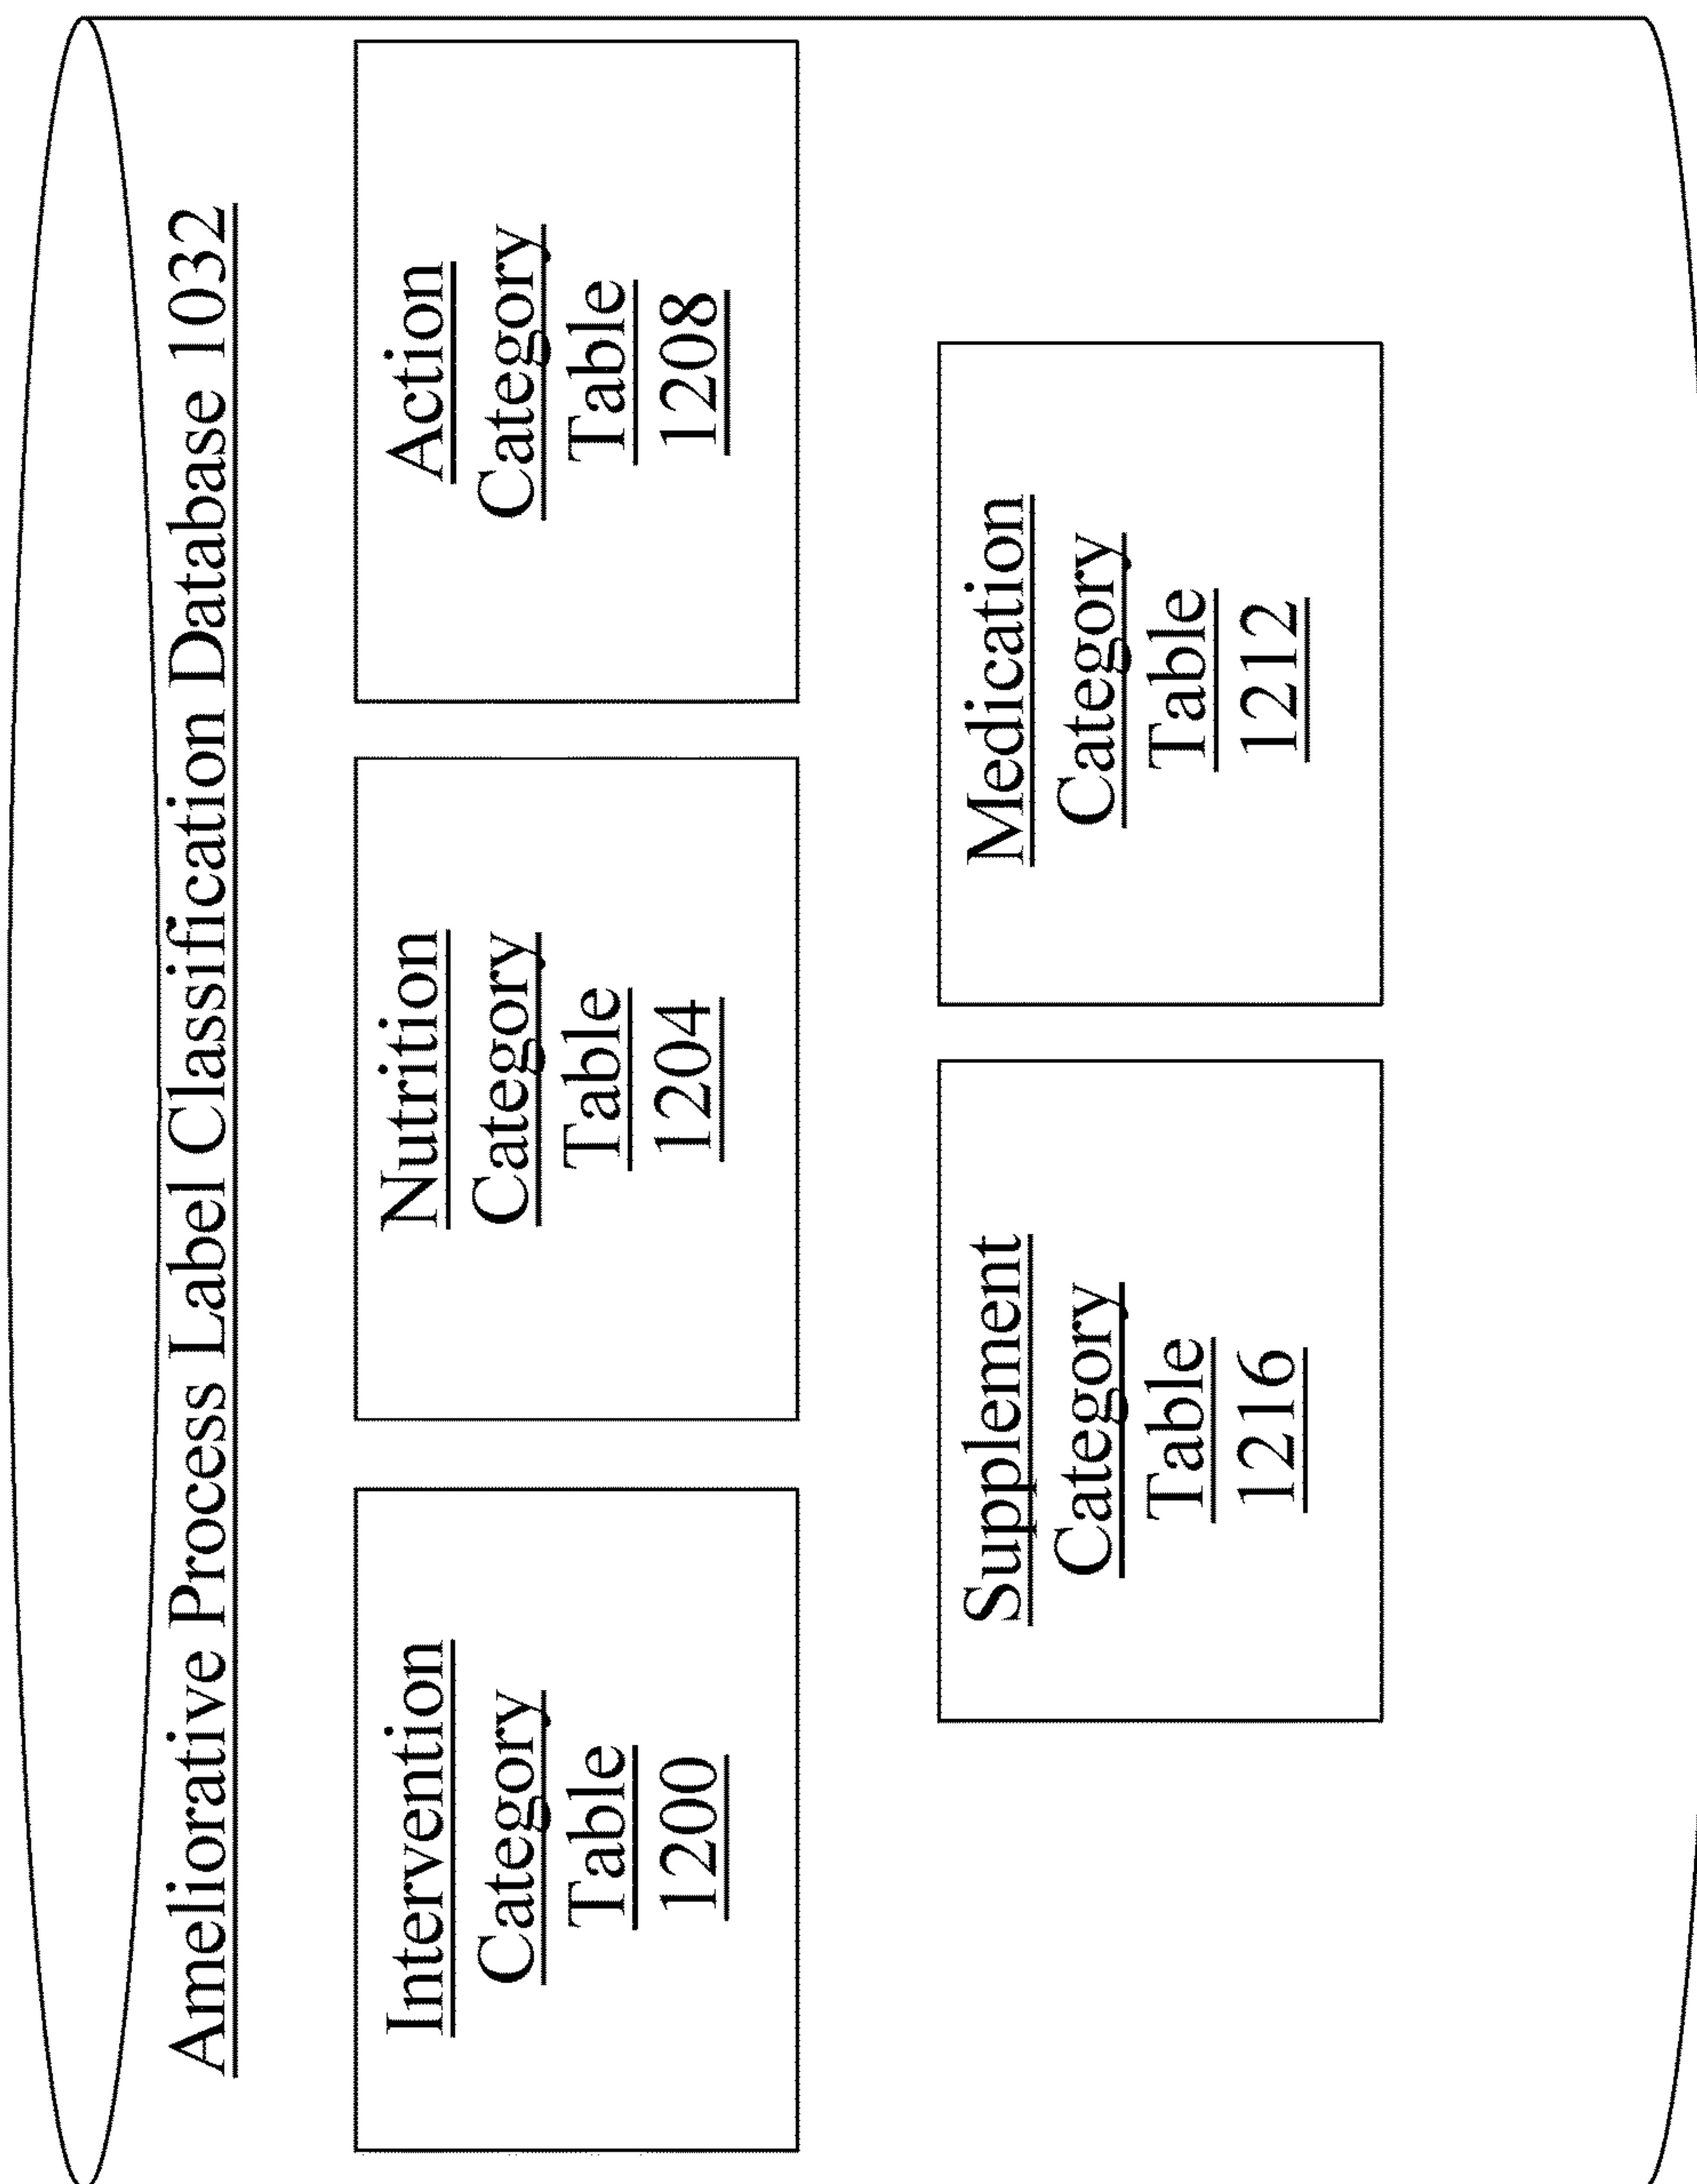 Ameliorative Process Label Classification Database 1032
Intervention
Category
Table
1200
Nutrition
Category
Table
1204
Action
Category
Table
1208
Supplement
Category
Table
1216
Medication
Category
Table
1212